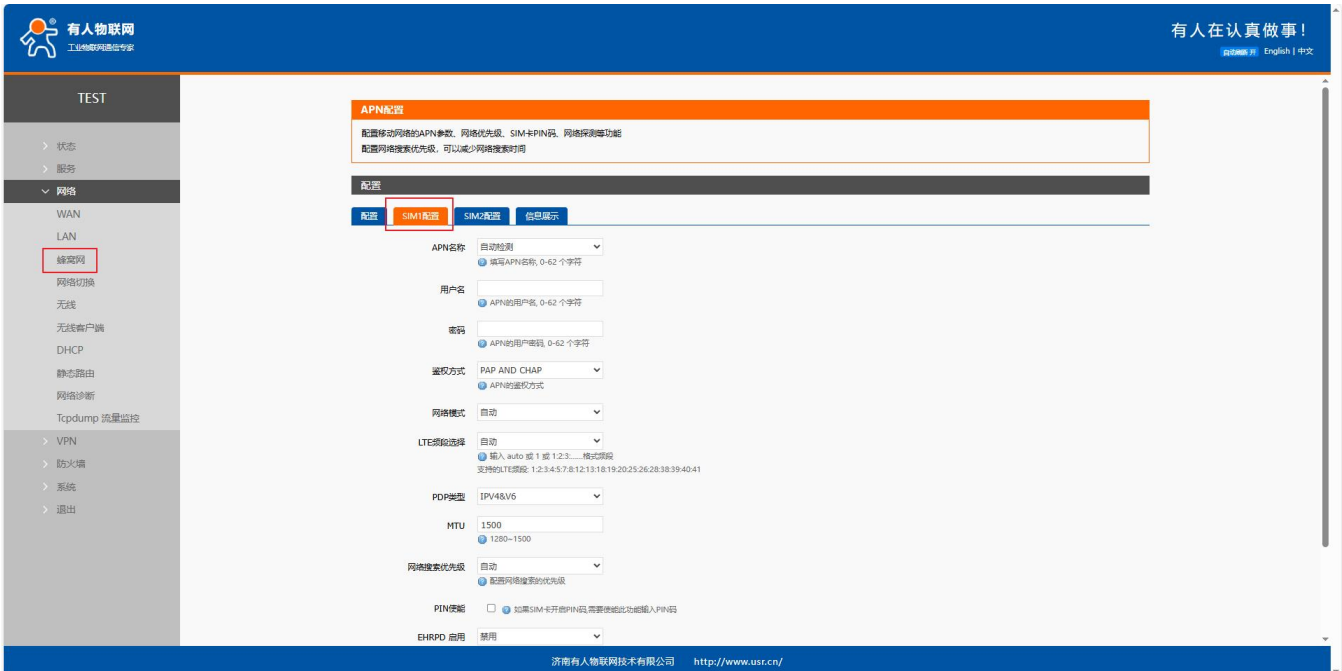 有人物联网
工业物联网通信专家
有人在认真做事!
自动刷新 开 English | 中文
TEST
状态
服务
网络
WAN
LAN
蜂窝网
网络切换
无线
无线客户端
DHCP
静态路由
网络诊断
Tcpdump 流量监控
VPN
防火墙
系统
退出
APN配置
配置移动网络的APN参数、网络优先级、SIM卡PIN码、网络探测等功能
配置网络搜索优先级，可以减少网络搜索时间
配置
配置 SIM1配置 SIM2配置 信息展示
APN名称 自动检测
填写APN名称, 0-62 个字符
用户名
APN的用户名, 0-62 个字符
密码
APN的用户密码, 0-62 个字符
鉴权方式 PAP AND CHAP
APN的鉴权方式
网络模式 自动
LTE频段选择 自动
输入 auto 或 1 或 1:2:3:......格式频段
支持的LTE频段: 1:2:3:4:5:7:8:12:13:18:19:20:25:26:28:38:39:40:41
PDP类型 IPV4&V6
MTU 1500
1280~1500
网络搜索优先级 自动
配置网络搜索的优先级
PIN使能 如果SIM卡开启PIN码,需要使能此功能输入PIN码
EHRPD 启用 禁用
济南有人物联网技术有限公司 http://www.usr.cn/